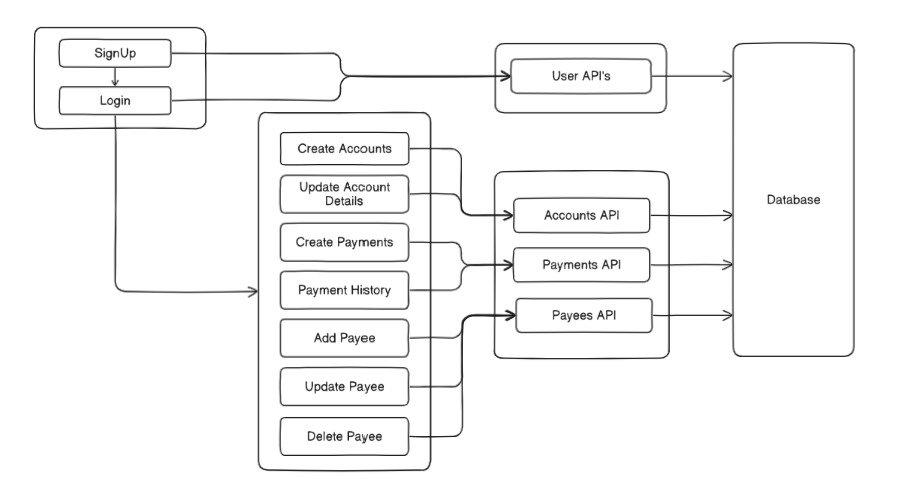 SignUp
Login
User API's
Create Accounts
Update Account
Details
Create Payments
Payment History
Add Payee
Update Payee
Delete Payee
Accounts API
Payments API
Payees API
Database